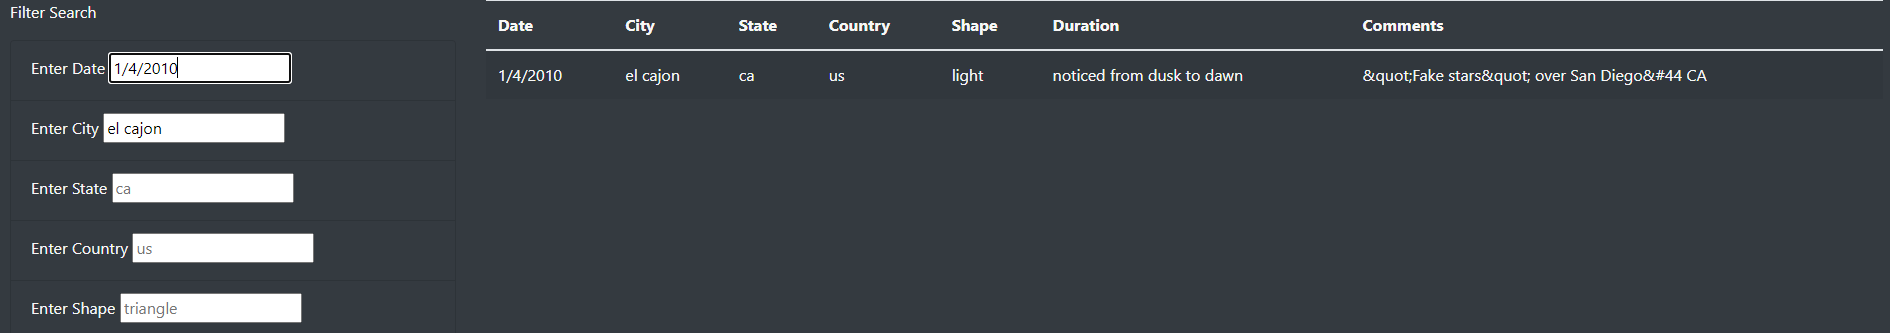 Filter Search
Enter Date 1/4/2010
Enter City el cajon
Enter State ca
Enter Country us
Enter Shape triangle
Date City State Country Shape Duration Comments
1/4/2010 el cajon ca us light noticed from dusk to dawn &quot;Fake stars&quot; over San Diego&#44 CA